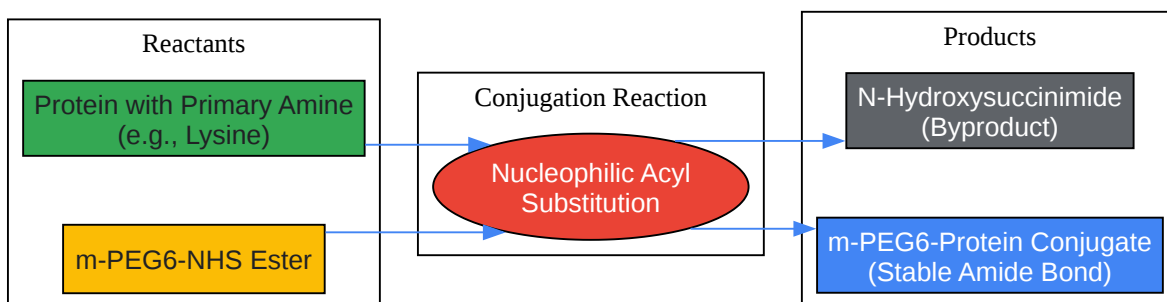 Reactants
Protein with Primary Amine
(e.g., Lysine)
m-PEG6-NHS Ester
Conjugation Reaction
Nucleophilic Acyl
Substitution
Products
N-Hydroxysuccinimide
(Byproduct)
m-PEG6-Protein Conjugate
(Stable Amide Bond)